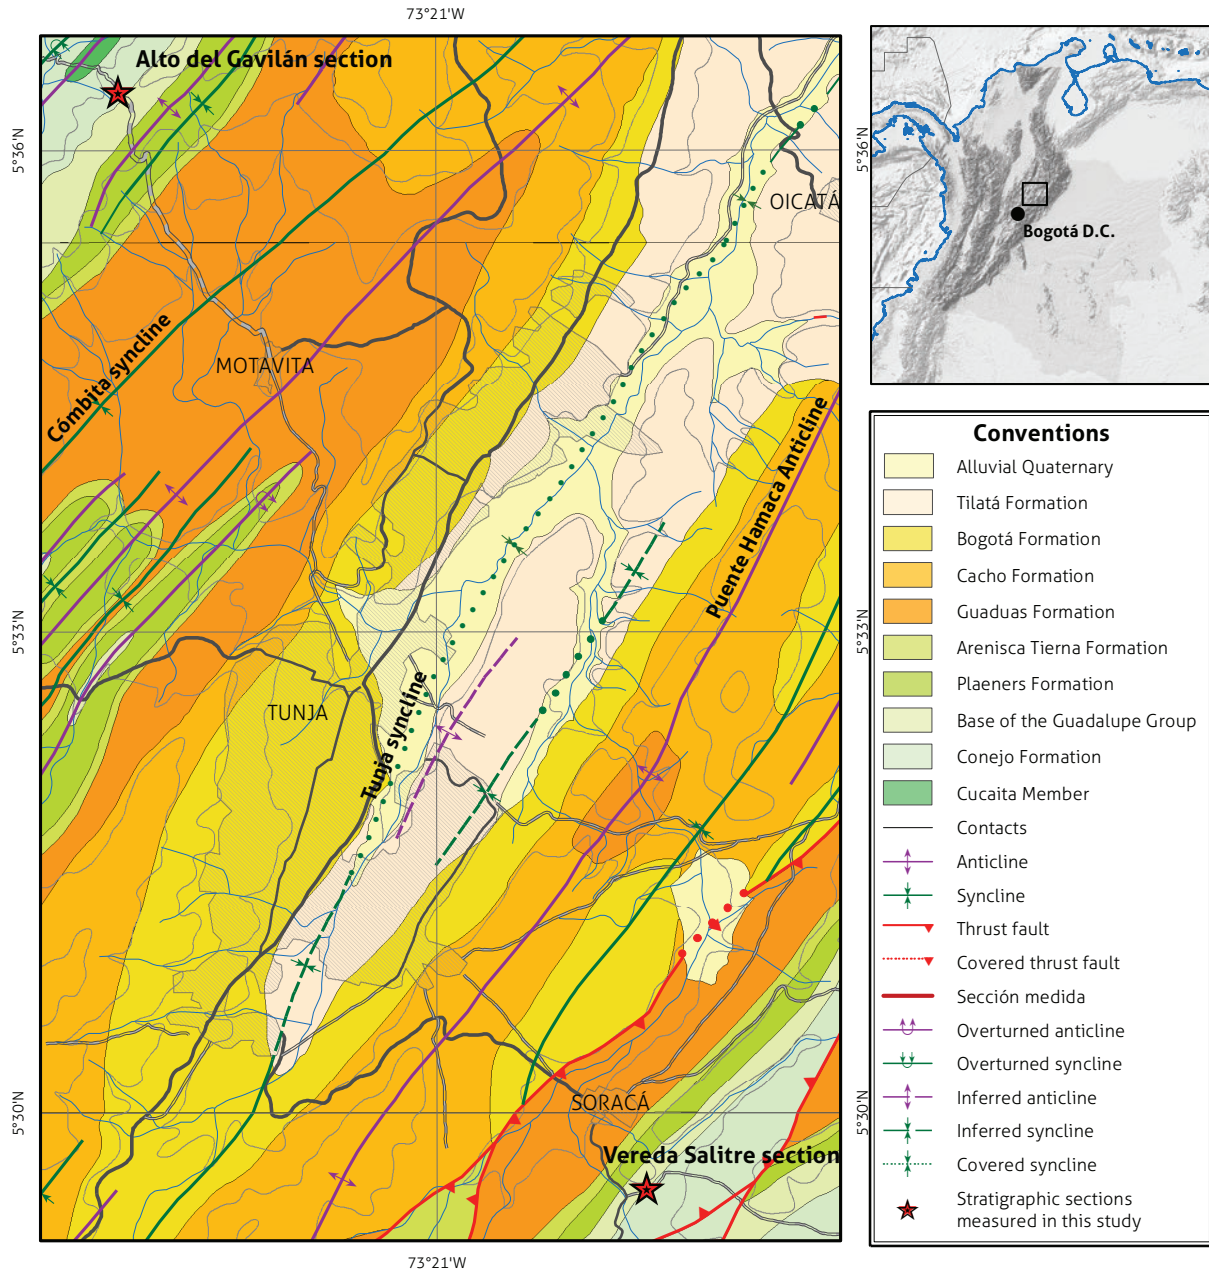 73°21'W
Alto del Gavilán section
5°36'N
5°36'N
OICATÁ
Bogotá D.C.
Cómbita syncline
MOTAVITA
Puente Hamaca Anticline
5°33'N
5°33'N
TUNJA
Tunja syncline
5°30'N
5°30'N
SORACÁ
Vereda Salitre section
73°21'W
Conventions
Alluvial Quaternary
Tilatá Formation
Bogotá Formation
Cacho Formation
Guaduas Formation
Arenisca Tierna Formation
Plaeners Formation
Base of the Guadalupe Group
Conejo Formation
Cucaita Member
Contacts
Anticline
Syncline
Thrust fault
Covered thrust fault
Sección medida
Overturned anticline
Overturned syncline
Inferred anticline
Inferred syncline
Covered syncline
Stratigraphic sections
measured in this study